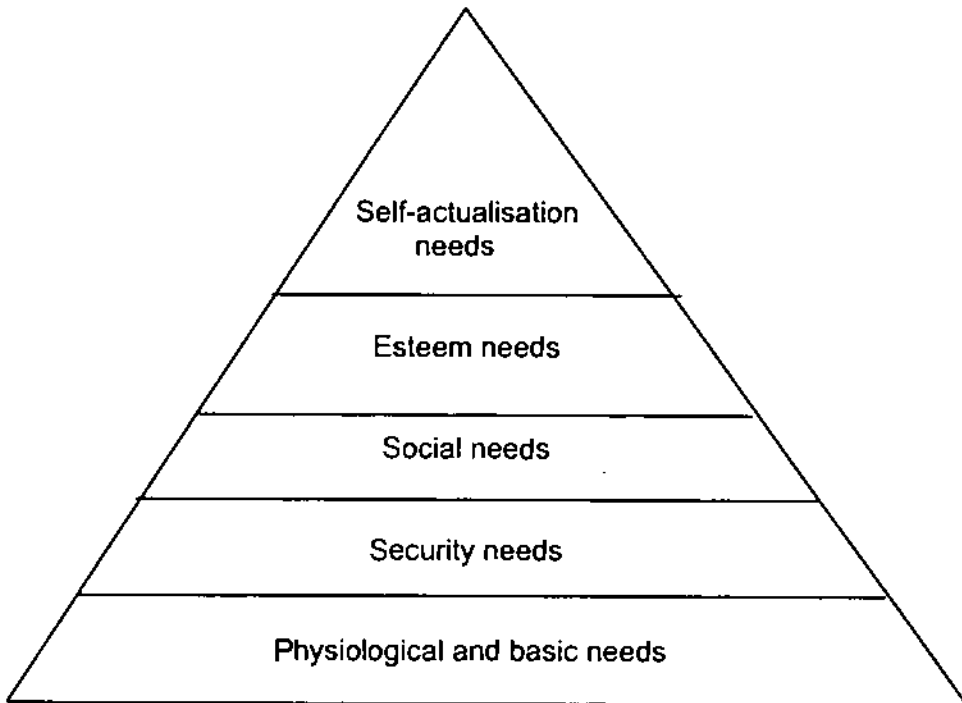 Self-actualisation
needs
Esteem needs
Social needs
Security needs
Physiological and basic needs